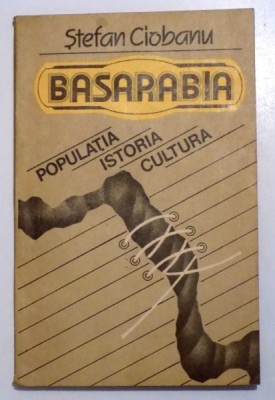 Ștefan Ciobanu
BASARABIA
POPULAȚIA
ISTORIA
CULTURA